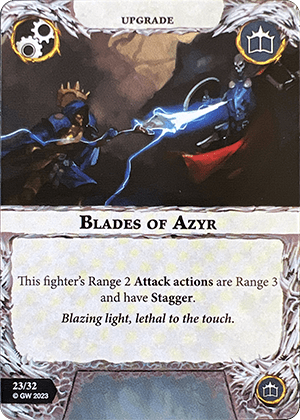 UPGRADE
BLADES OF AZYR
This fighter's Range 2 Attack actions are Range 3
and have Stagger.
Blazing light, lethal to the touch.
23/32
© GW 2023